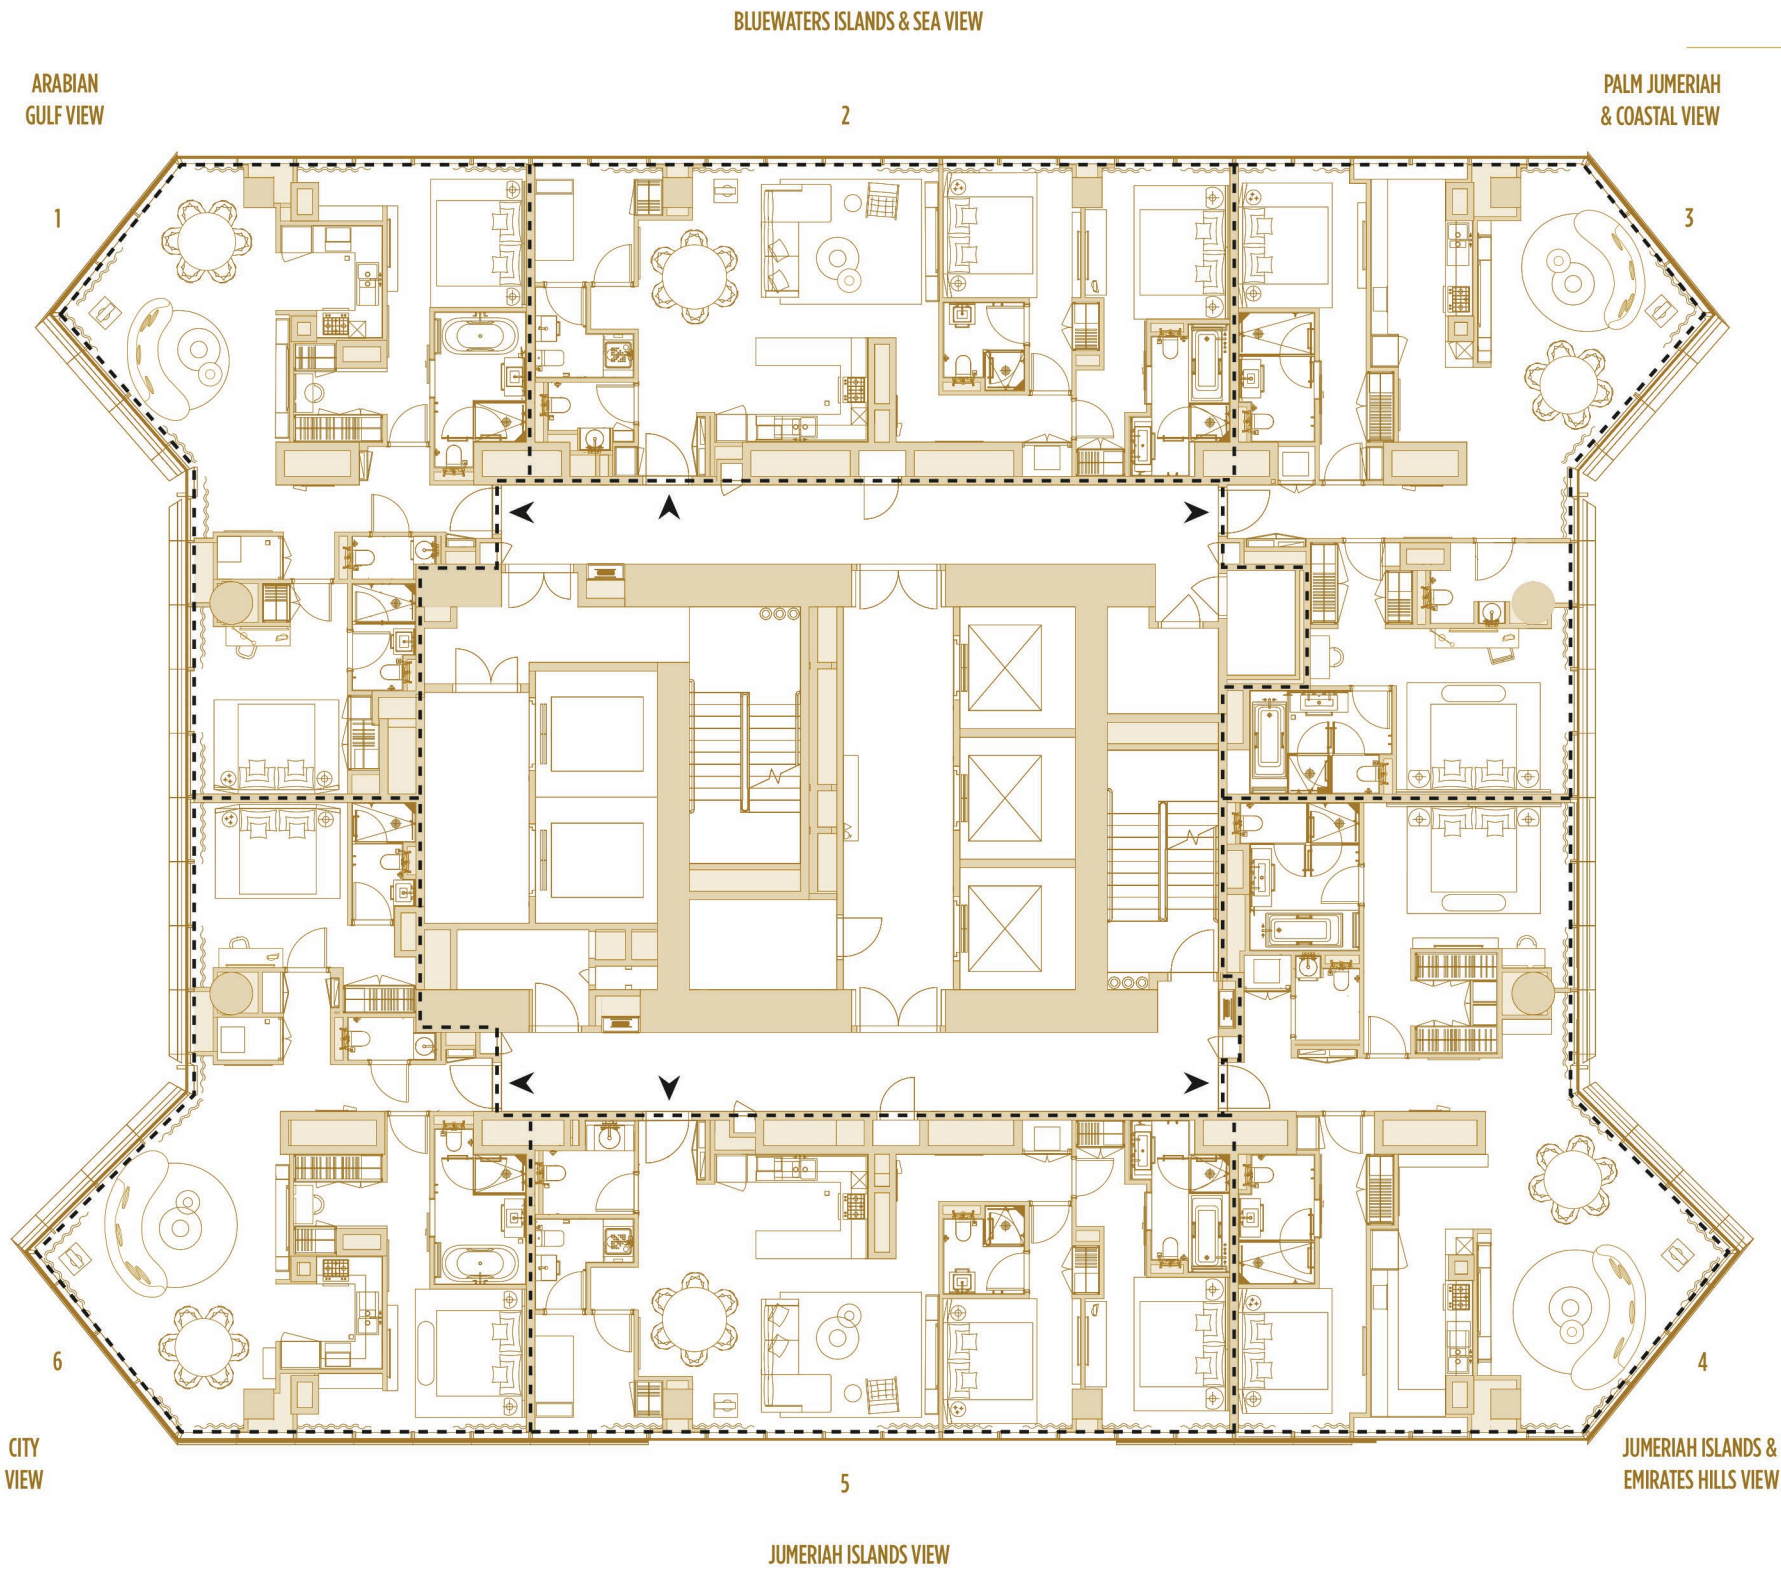 BLUEWATERS ISLANDS & SEA VIEW
ARABIAN
GULF VIEW
2
PALM JUMERIAH
& COASTAL VIEW
1
3
6
4
CITY
VIEW
5
JUMERIAH ISLANDS &
EMIRATES HILLS VIEW
JUMERIAH ISLANDS VIEW